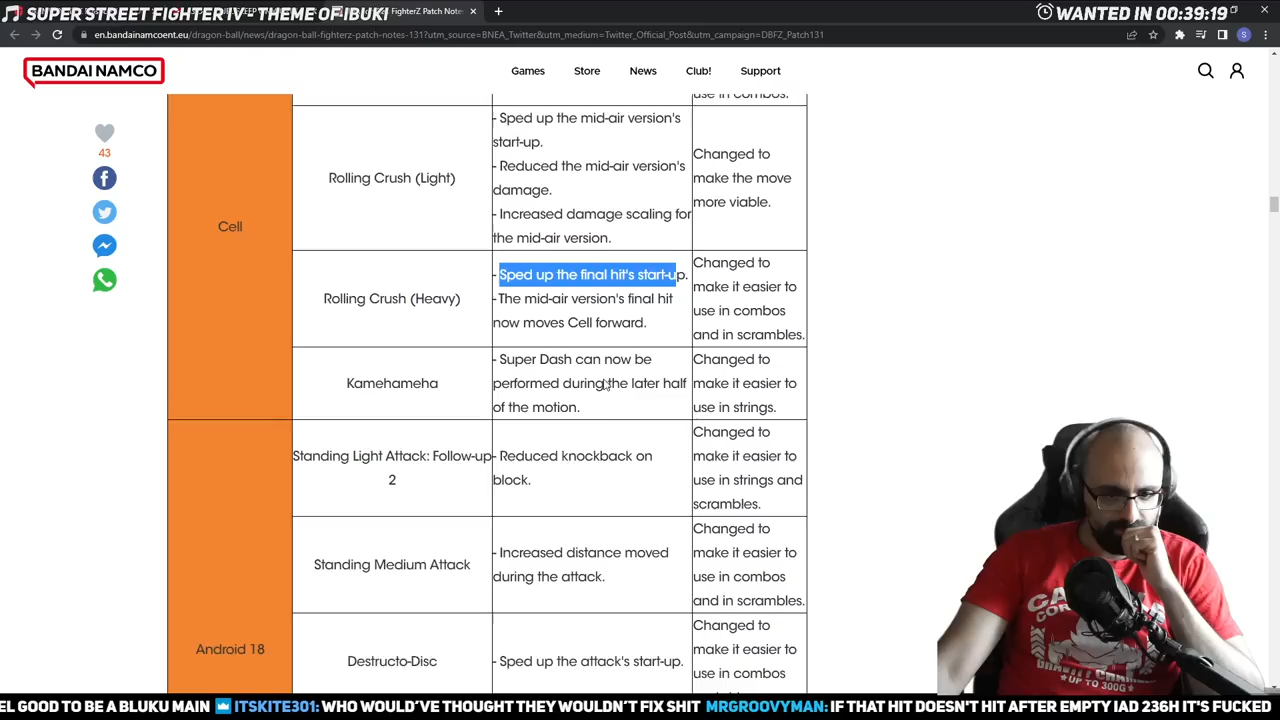 SUPER STREET FIGHTER IV - THEME OF IBUKI
FighterZ Patch Note
WANTED IN 00:39:19
en.bandainamcoent.eu/dragon-ball/news/dragon-ball-fighterz-patch-notes-131?utm_source=BNEA_Twitter&utm_medium=Twitter_Official_Post&utm_campaign=DBFZ_Patch131
BANDAI NAMCO
Games
Store
News
Club!
Support
43
use in combos.
Cell
Rolling Crush (Light)
- Sped up the mid-air version's
start-up.
- Reduced the mid-air version's
damage.
- Increased damage scaling for
the mid-air version.
Changed to
make the move
more viable.
Rolling Crush (Heavy)
- Sped up the final hit's start-up.
- The mid-air version's final hit
now moves Cell forward.
Changed to
make it easier to
use in combos
and in scrambles.
Kamehameha
- Super Dash can now be
performed during the later half
of the motion.
Changed to
make it easier to
use in strings.
Android 18
Standing Light Attack: Follow-up
2
- Reduced knockback on
block.
Changed to
make it easier to
use in strings and
scrambles.
Standing Medium Attack
- Increased distance moved
during the attack.
Changed to
make it easier to
use in combos
and in scrambles.
Destructo-Disc
- Sped up the attack's start-up.
Changed to
make it easier to
use in combos
GRAVITY CHAMBER
UP TO 300G
EL GOOD TO BE A BLUKU MAIN ITSKITE301: WHO WOULD'VE THOUGHT THEY WOULDN'T FIX SHIT MRGROOVYMAN: IF THAT HIT DOESN'T HIT AFTER EMPTY IAD 236H IT'S FUCKED